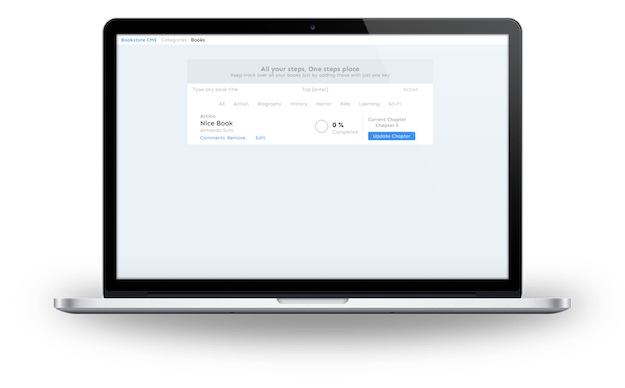 Bookstore CMS Categories Books
All your steps, One steps place
Keep track over all your books just by adding these with just one key
Type any book title Tap [enter] Action
All Action Biography History Horror Kids Learning Sci-Fi
Action
Nice Book
Armando Soto
Comments Remove Edit
0 %
Completed
Current Chapter
Chapter 5
Update Chapter